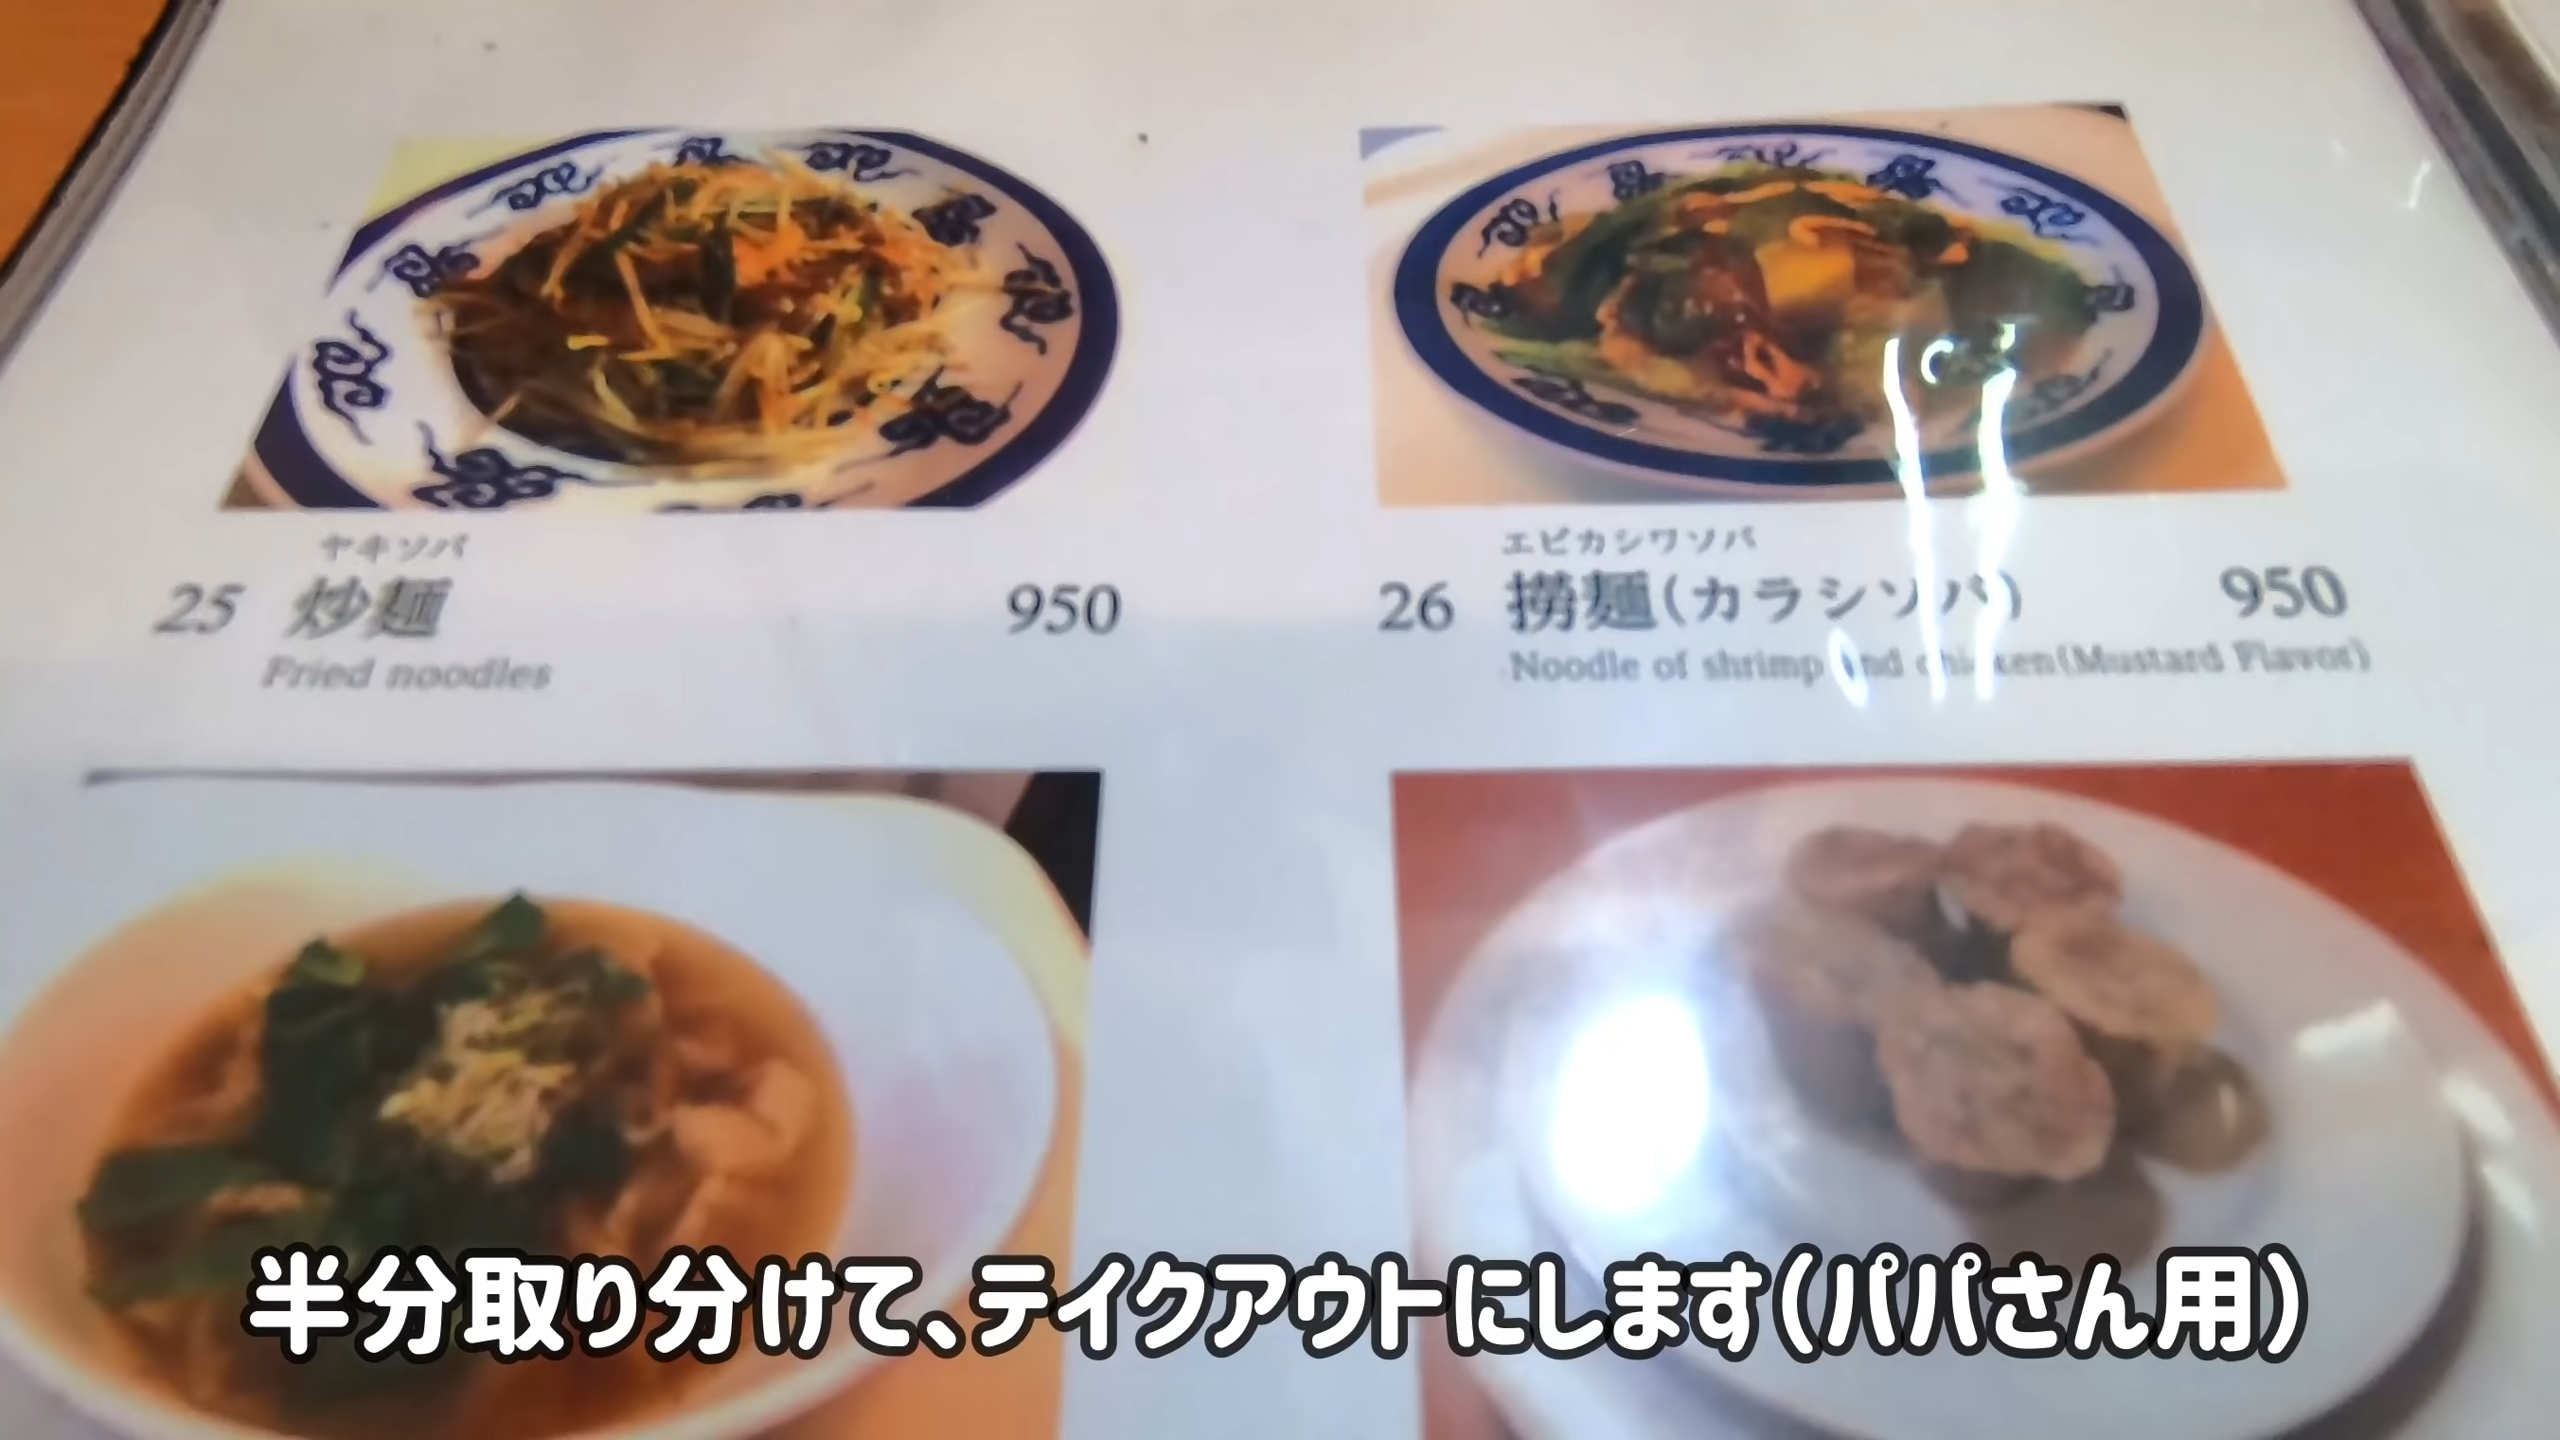 ヤキソバ
25 炒麺 950
Fried noodles
エビカシワソバ
26 撈麺(カラシソバ) 950
Noodle of shrimp and chicken(Mustard Flavor)
半分取り分けて、テイクアウトにします(パパさん用)